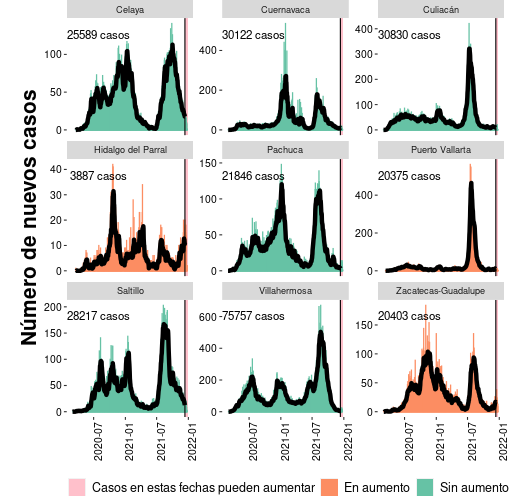 Celaya
Cuernavaca
Culiacán
25589 casos
30122 casos
30830 casos
0
50
100
0
200
400
0
100
200
300
400
Hidalgo del Parral
Pachuca
Puerto Vallarta
3887 casos
21846 casos
20375 casos
0
10
20
30
40
0
50
100
150
0
200
400
Saltillo
Villahermosa
Zacatecas-Guadalupe
28217 casos
75757 casos
20403 casos
0
50
100
150
200
0
200
400
600
0
50
100
150
2020-07
2021-01
2021-07
2022-01
2020-07
2021-01
2021-07
2022-01
2020-07
2021-01
2021-07
2022-01
Número de nuevos casos
Casos en estas fechas pueden aumentar
En aumento
Sin aumento